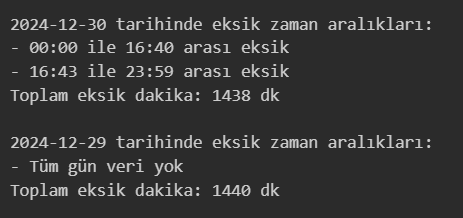 2024-12-30 tarihinde eksik zaman aralıkları:
- 00:00 ile 16:40 arası eksik
- 16:43 ile 23:59 arası eksik
Toplam eksik dakika: 1438 dk
2024-12-29 tarihinde eksik zaman aralıkları:
- Tüm gün veri yok
Toplam eksik dakika: 1440 dk